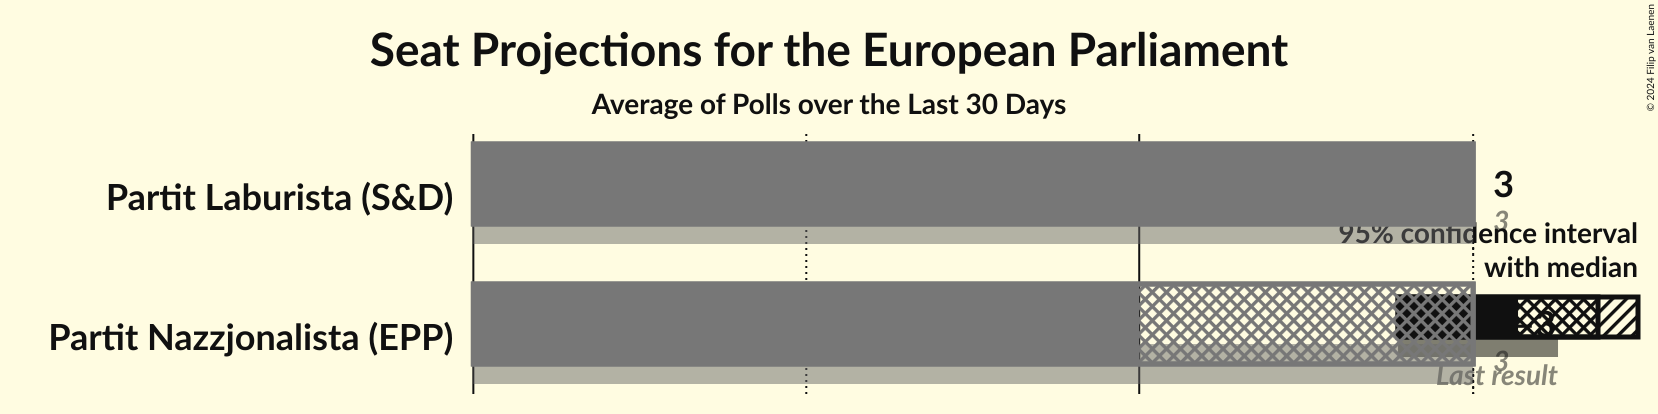 Seat Projections for the European Parliament
© 2024 Filip van Laenen
Average of Polls over the Last 30 Days
Partit Laburista (S&D)
3
3
95% confidence interval
with median
Partit Nazzjonalista (EPP)
3
Last result